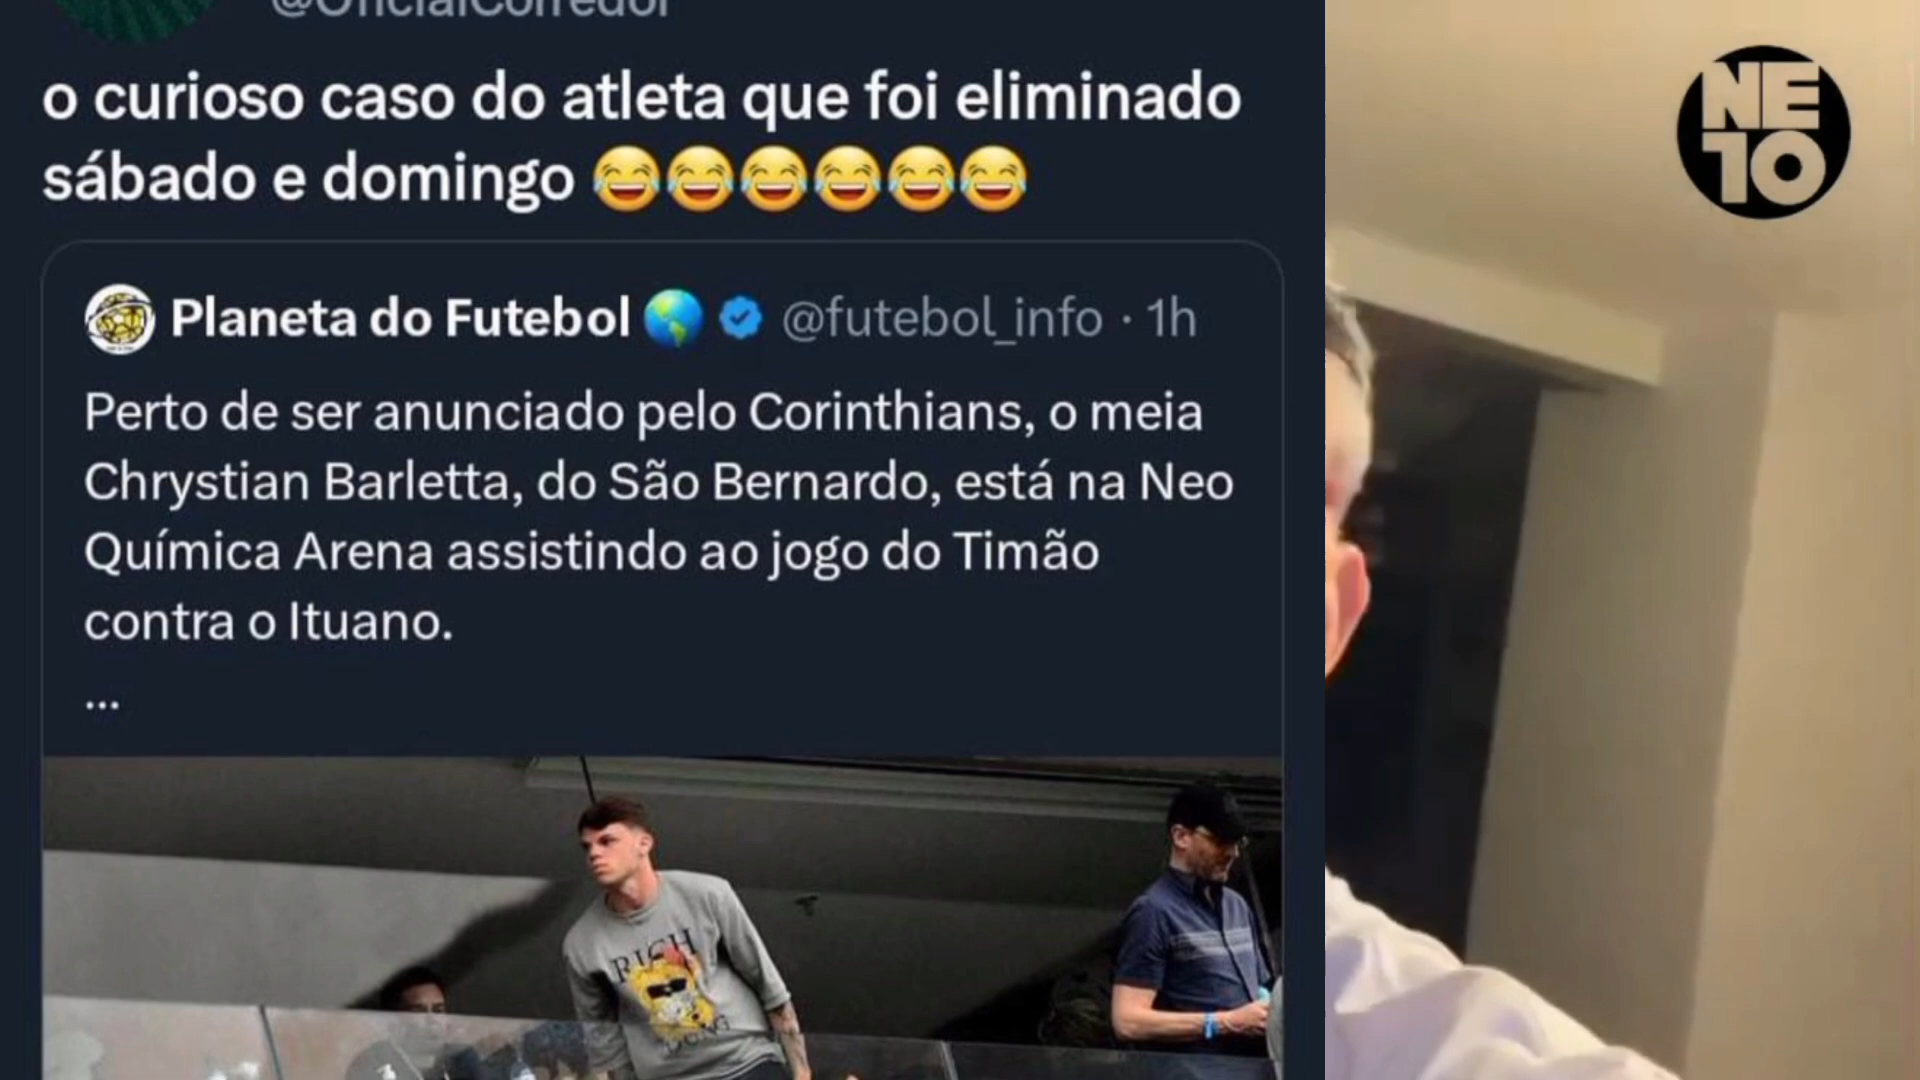 @OficialCorredor
o curioso caso do atleta que foi eliminado
sábado e domingo 😂😂😂😂😂😂
Planeta do Futebol 🌎 @futebol_info · 1h
Perto de ser anunciado pelo Corinthians, o meia
Chrystian Barletta, do São Bernardo, está na Neo
Química Arena assistindo ao jogo do Timão
contra o Ituano.
...
RICH
NE
10